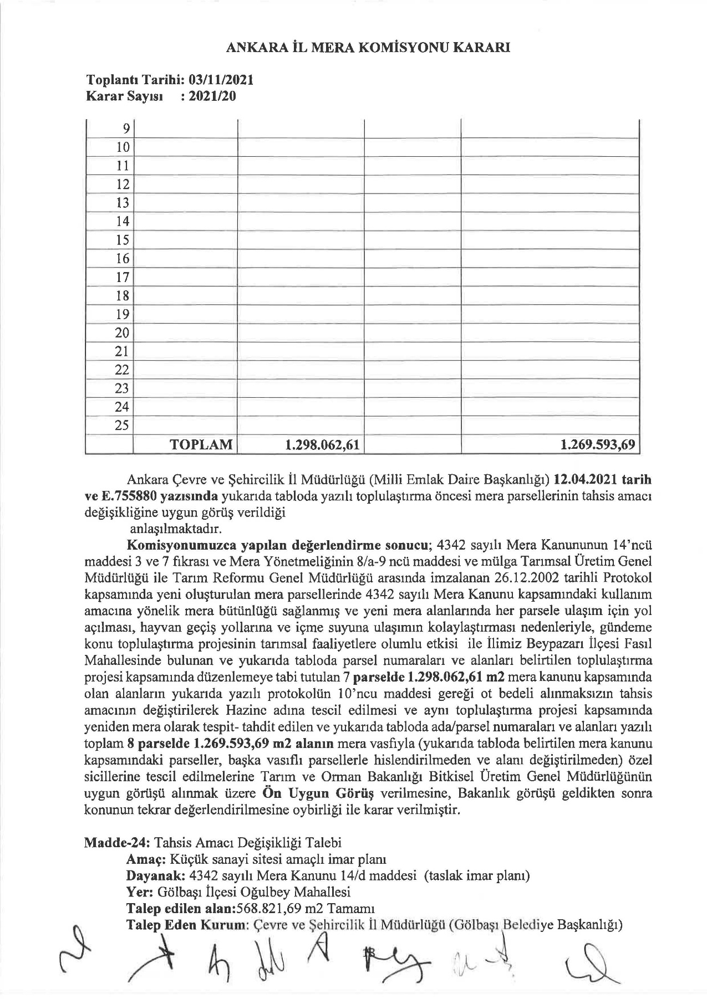 ANKARA İL MERA KOMİSYONU KARARI
Toplantı Tarihi: 03/11/2021
Karar Sayısı : 2021/20
9
10
11
12
13
14
15
16
17
18
19
20
21
22
23
24
25
TOPLAM 1.298.062,61 1.269.593,69
Ankara Çevre ve Şehircilik İl Müdürlüğü (Milli Emlak Daire Başkanlığı) 12.04.2021 tarih
ve E.755880 yazısında yukarıda tabloda yazılı toplulaştırma öncesi mera parsellerinin tahsis amacı
değişikliğine uygun görüş verildiği
anlaşılmaktadır.
Komisyonumuzca yapılan değerlendirme sonucu; 4342 sayılı Mera Kanununun 14’ncü
maddesi 3 ve 7 fıkrası ve Mera Yönetmeliğinin 8/a-9 ncü maddesi ve mülga Tarımsal Üretim Genel
Müdürlüğü ile Tarım Reformu Genel Müdürlüğü arasında imzalanan 26.12.2002 tarihli Protokol
kapsamında yeni oluşturulan mera parsellerinde 4342 sayılı Mera Kanunu kapsamındaki kullanım
amacına yönelik mera bütünlüğü sağlanmış ve yeni mera alanlarında her parsele ulaşım için yol
açılması, hayvan geçiş yollarına ve içme suyuna ulaşımın kolaylaştırması nedenleriyle, gündeme
konu toplulaştırma projesinin tarımsal faaliyetlere olumlu etkisi ile İlimiz Beypazarı İlçesi Fasıl
Mahallesinde bulunan ve yukarıda tabloda parsel numaraları ve alanları belirtilen toplulaştırma
projesi kapsamında düzenlemeye tabi tutulan 7 parselde 1.298.062,61 m2 mera kanunu kapsamında
olan alanların yukarıda yazılı protokolün 10’ncu maddesi gereği ot bedeli alınmaksızın tahsis
amacının değiştirilerek Hazine adına tescil edilmesi ve aynı toplulaştırma projesi kapsamında
yeniden mera olarak tespit- tahdit edilen ve yukarıda tabloda ada/parsel numaraları ve alanları yazılı
toplam 8 parselde 1.269.593,69 m2 alanın mera vasfıyla (yukarıda tabloda belirtilen mera kanunu
kapsamındaki parseller, başka vasıflı parsellerle hislendirilmeden ve alanı değiştirilmeden) özel
sicillerine tescil edilmelerine Tarım ve Orman Bakanlığı Bitkisel Üretim Genel Müdürlüğünün
uygun görüşü alınmak üzere Ön Uygun Görüş verilmesine, Bakanlık görüşü geldikten sonra
konunun tekrar değerlendirilmesine oybirliği ile karar verilmiştir.
Madde-24: Tahsis Amacı Değişikliği Talebi
Amaç: Küçük sanayi sitesi amaçlı imar planı
Dayanak: 4342 sayılı Mera Kanunu 14/d maddesi (taslak imar planı)
Yer: Gölbaşı İlçesi Oğulbey Mahallesi
Talep edilen alan:568.821,69 m2 Tamamı
Talep Eden Kurum: Çevre ve Şehircilik İl Müdürlüğü (Gölbaşı Belediye Başkanlığı)